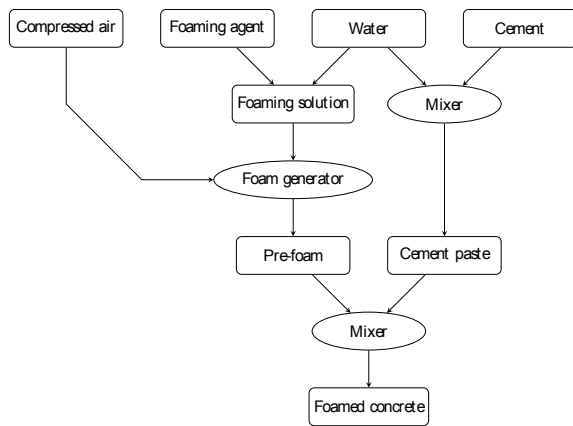 Compressed air
Foaming agent
Water
Cement
Foaming solution
Mixer
Foam generator
Pre-foam
Cement paste
Mixer
Foamed concrete